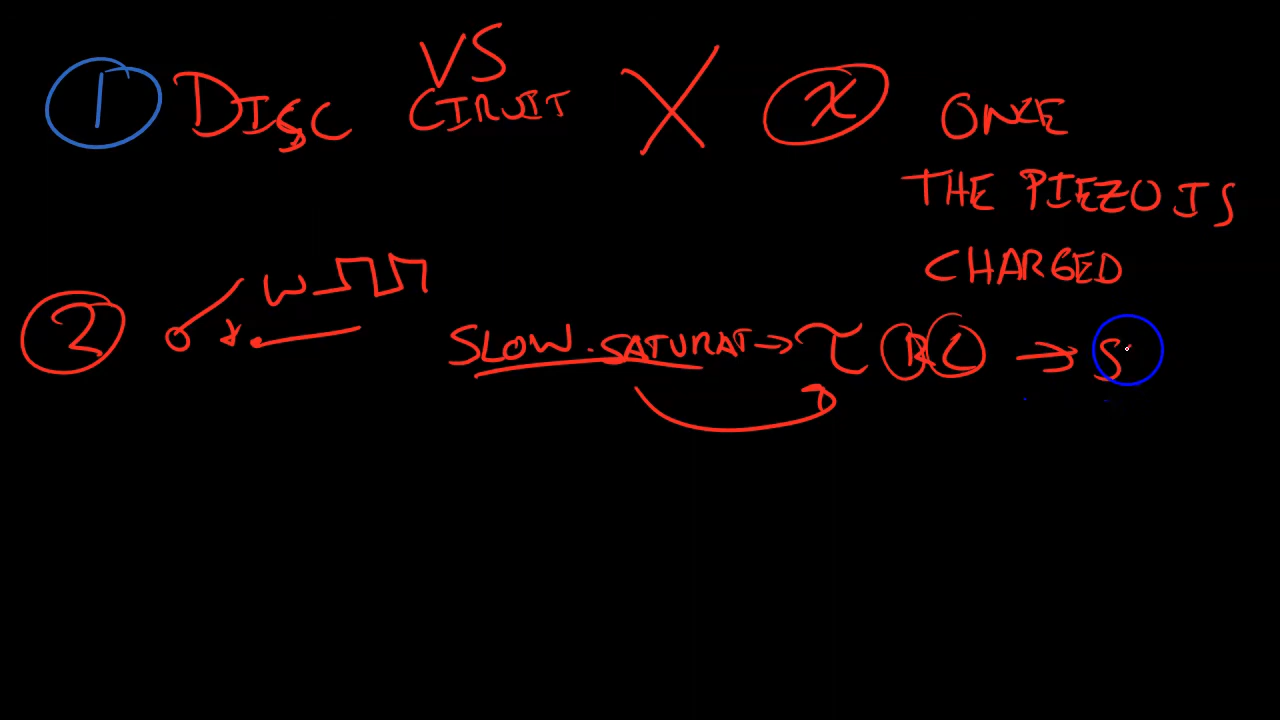 VS
1 DISC CIRUIT X X ONCE
THE PIEZO IS
CHARGED
2 W
SLOW. SATURAT → τ RC → S